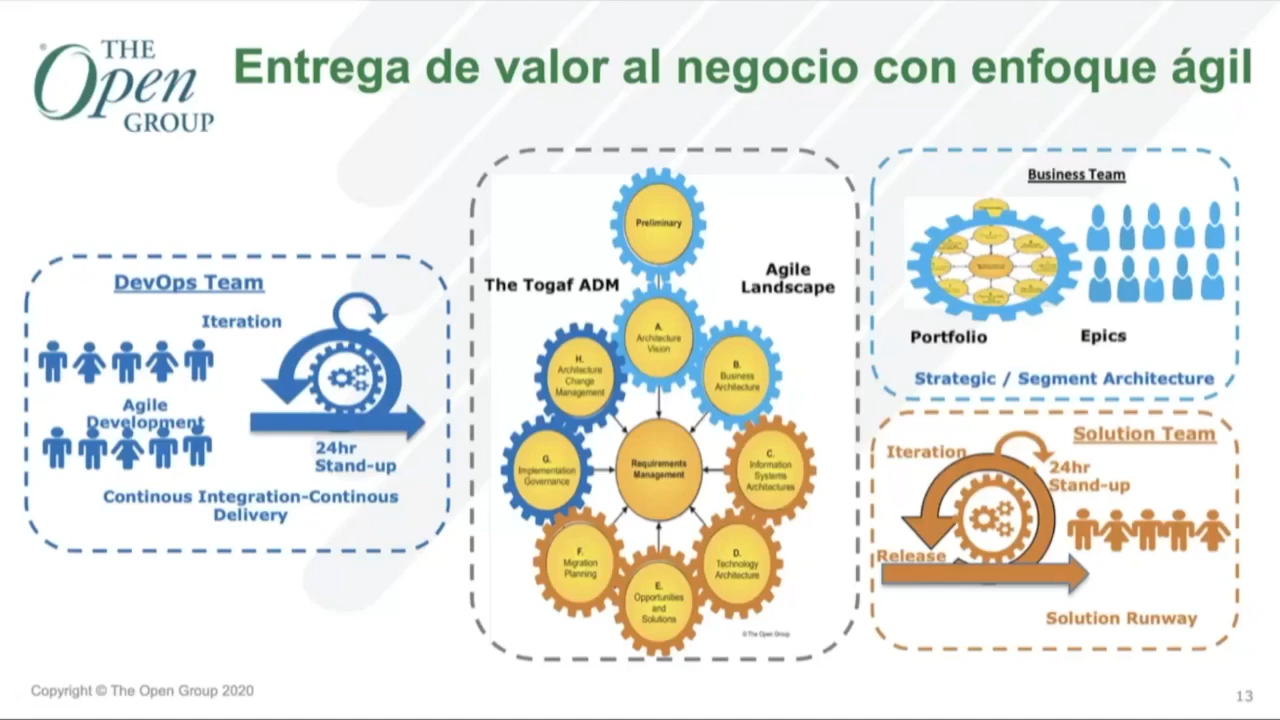 THE
Open
GROUP
Entrega de valor al negocio con enfoque ágil
DevOps Team
Iteration
Agile
Development
24hr
Stand-up
Continous Integration-Continous
Delivery
The Togaf ADM
Agile
Landscape
Preliminary
A.
Architecture
Vision
B.
Business
Architecture
C.
Information
Systems
Architectures
D.
Technology
Architecture
E.
Opportunities
and
Solutions
F.
Migration
Planning
G.
Implementation
Governance
H.
Architecture
Change
Management
Requirements
Management
© The Open Group
Business Team
Portfolio
Epics
Strategic / Segment Architecture
Solution Team
Iteration
24hr
Stand-up
Release
Solution Runway
Copyright © The Open Group 2020
13